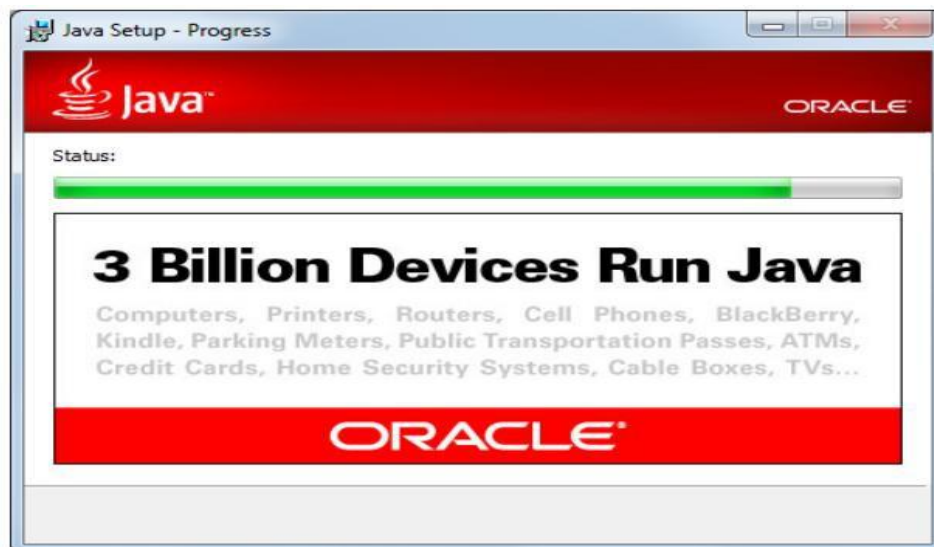 Java Setup - Progress
Java™
ORACLE®
Status:
3 Billion Devices Run Java
Computers, Printers, Routers, Cell Phones, BlackBerry,
Kindle, Parking Meters, Public Transportation Passes, ATMs,
Credit Cards, Home Security Systems, Cable Boxes, TVs...
ORACLE®